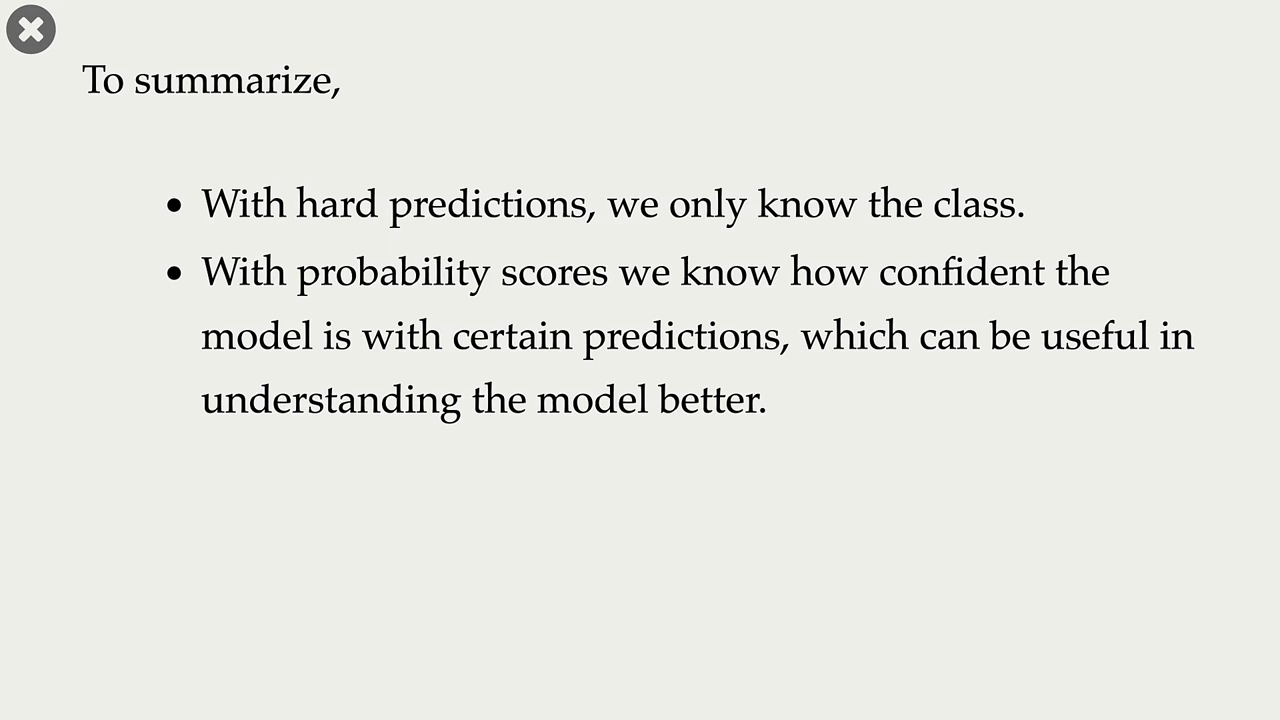 To summarize,
• With hard predictions, we only know the class.
• With probability scores we know how confident the
model is with certain predictions, which can be useful in
understanding the model better.